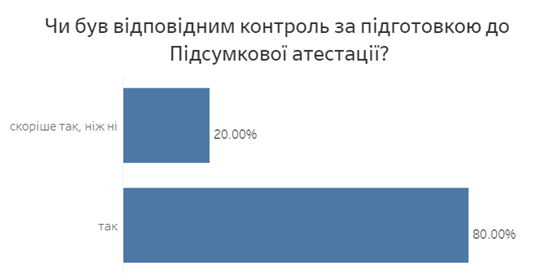 Чи був відповідним контроль за підготовкою до
Підсумкової атестації?
скоріше так, ніж ні
20.00%
так
80.00%